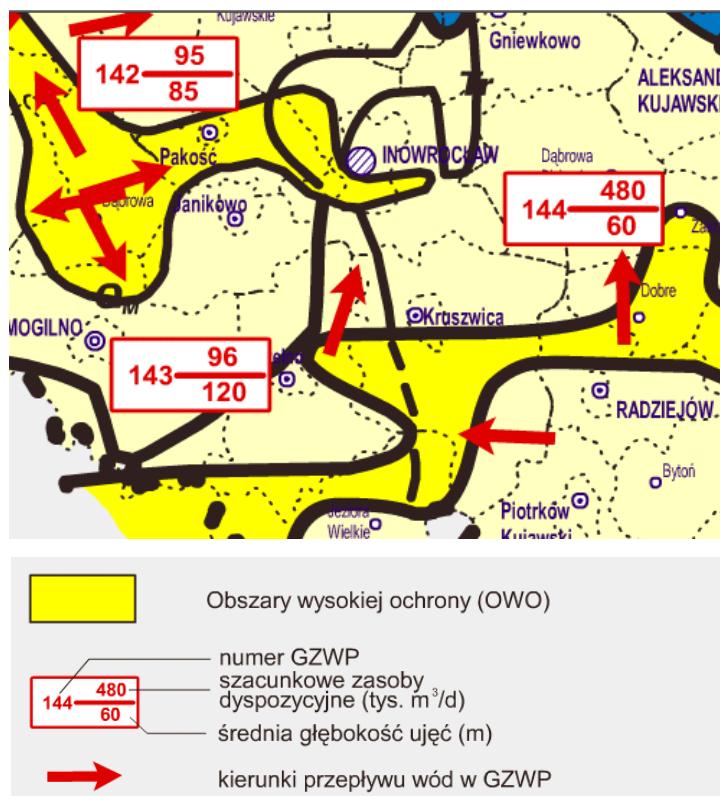 Kujawskie
Gniewkowo
142 95
85
ALEKSAND
KUJAWSK
Pakość
INOWROCŁAW
Dąbrowa
144 480
60
Dąbrowa
Janikowo
Dobre
M
MOGILNO
Kruszwica
143 96
120
RADZIEJÓW
Bytoń
Jeziora
Wielkie
Piotrków
Kujawski
Obszary wysokiej ochrony (OWO)
numer GZWP
144 480
60
szacunkowe zasoby
dyspozycyjne (tys. m³/d)
średnia głębokość ujęć (m)
kierunki przepływu wód w GZWP